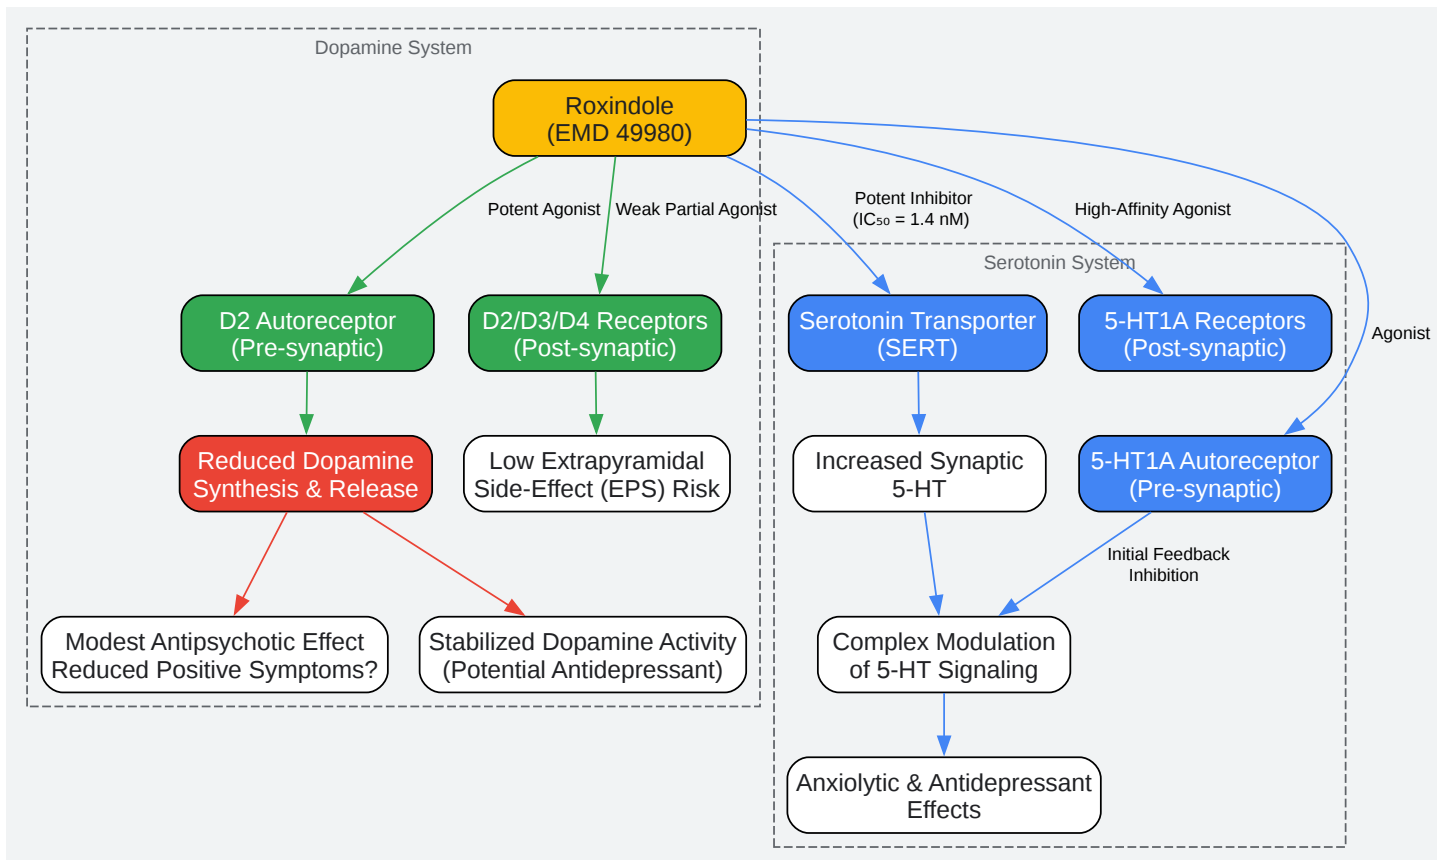 Dopamine System
Roxindole
(EMD 49980)
Potent Agonist
Weak Partial Agonist
Potent Inhibitor
(IC₅₀ = 1.4 nM)
High-Affinity Agonist
Serotonin System
D2 Autoreceptor
(Pre-synaptic)
D2/D3/D4 Receptors
(Post-synaptic)
Serotonin Transporter
(SERT)
5-HT1A Receptors
(Post-synaptic)
Agonist
Reduced Dopamine
Synthesis & Release
Low Extrapyramidal
Side-Effect (EPS) Risk
Increased Synaptic
5-HT
5-HT1A Autoreceptor
(Pre-synaptic)
Initial Feedback
Inhibition
Modest Antipsychotic Effect
Reduced Positive Symptoms?
Stabilized Dopamine Activity
(Potential Antidepressant)
Complex Modulation
of 5-HT Signaling
Anxiolytic & Antidepressant
Effects